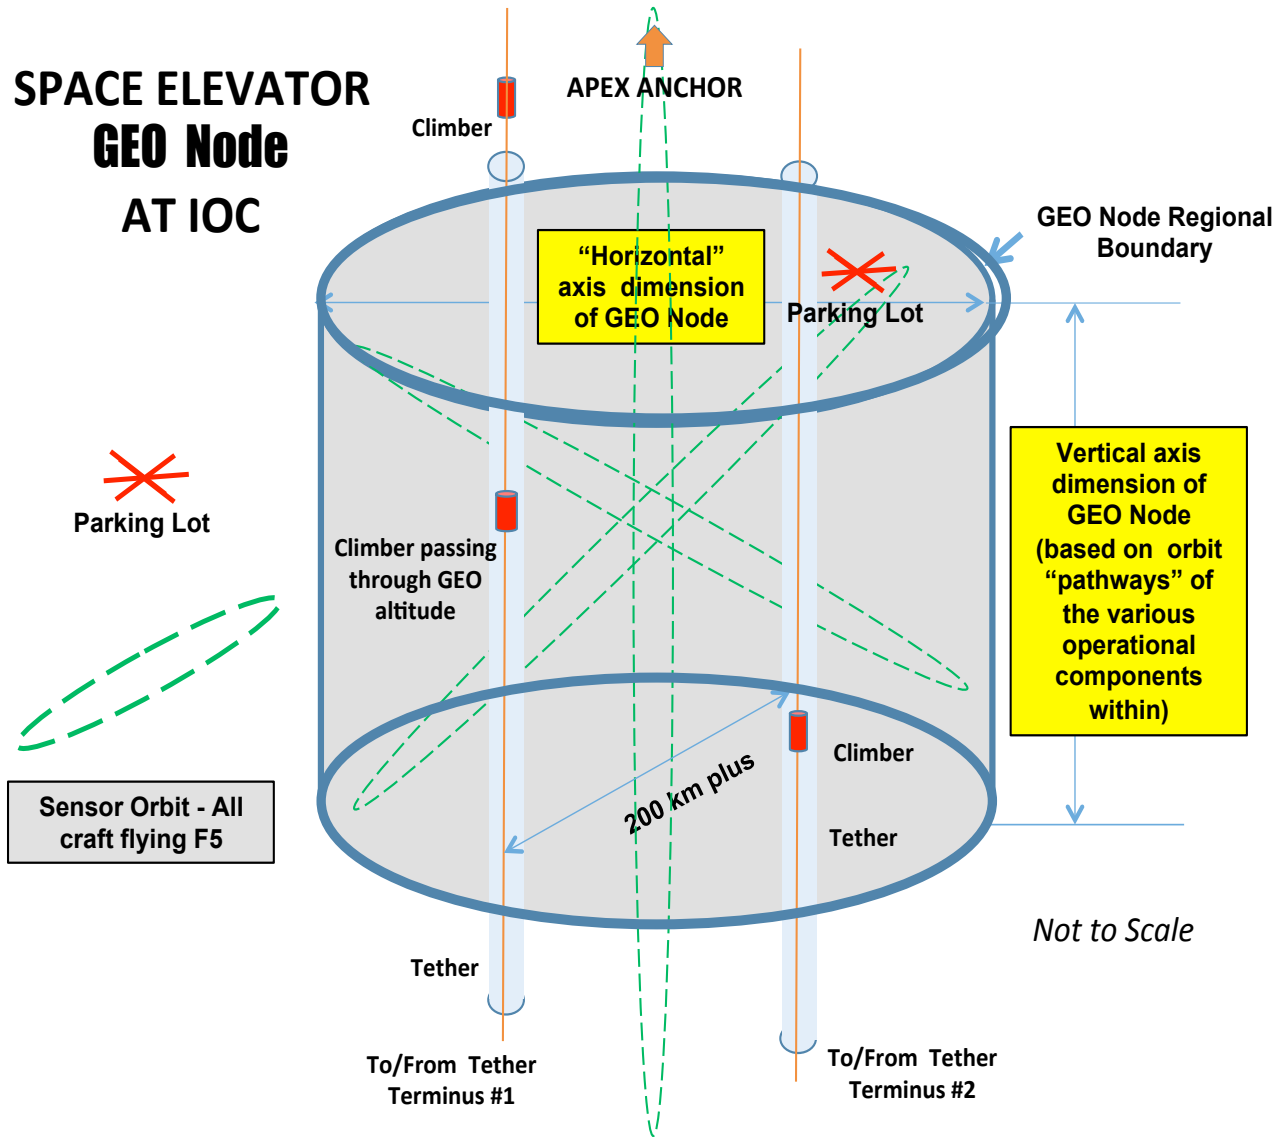 SPACE ELEVATOR
GEO Node
AT IOC
APEX ANCHOR
Climber
GEO Node Regional
Boundary
“Horizontal”
axis dimension
of GEO Node
Parking Lot
Parking Lot
Climber passing
through GEO
altitude
Vertical axis
dimension of
GEO Node
(based on orbit
“pathways” of
the various
operational
components
within)
Sensor Orbit - All
craft flying F5
200 km plus
Climber
Tether
Not to Scale
Tether
To/From Tether
Terminus #1
To/From Tether
Terminus #2